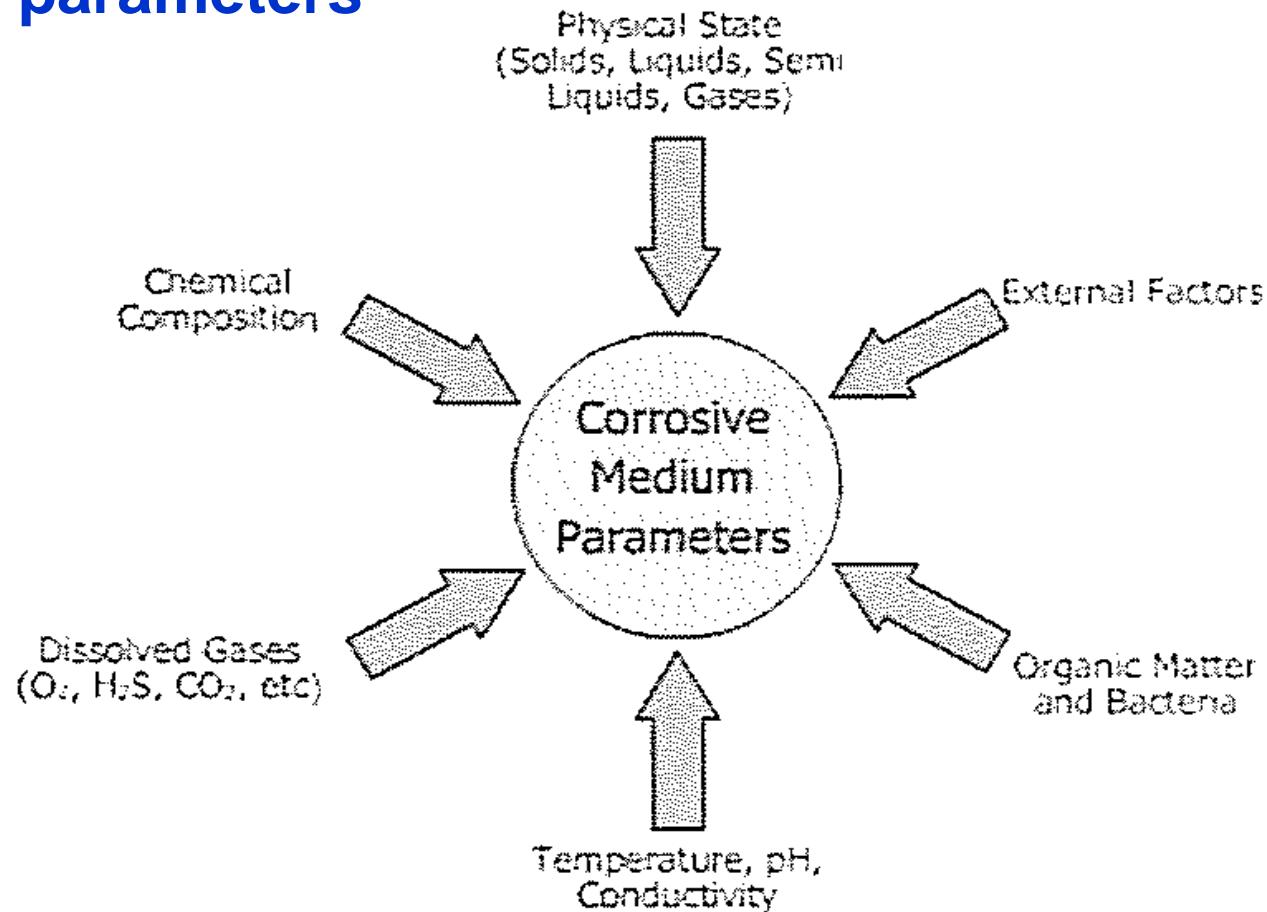 parameters
Physical State
(Solids, Liquids, Semi
Liquids, Gases)
Chemical
Composition
External Factors
Corrosive
Medium
Parameters
Dissolved Gases
(O₂, H₂S, CO₂, etc)
Organic Matter
and Bacteria
Temperature, pH,
Conductivity